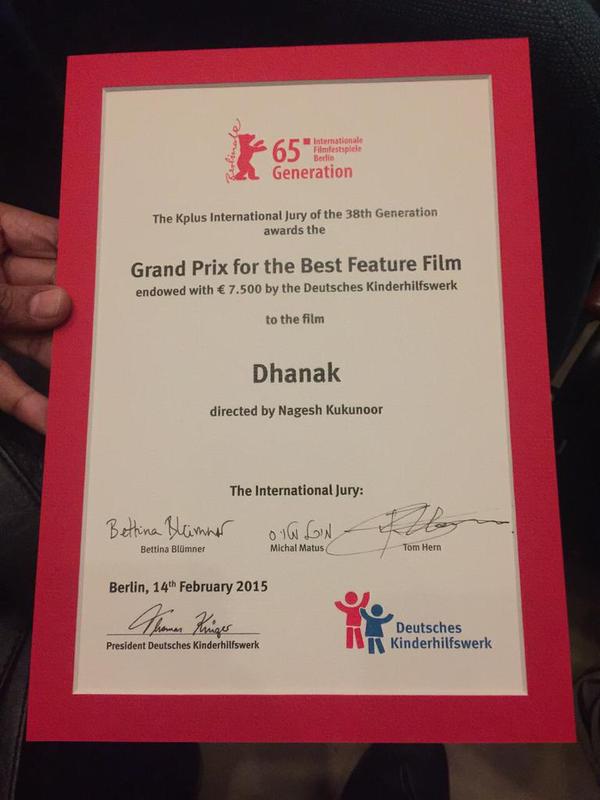 Berlinale
65 Internationale
Filmfestspiele
Berlin
Generation
The Kplus International Jury of the 38th Generation
awards the
Grand Prix for the Best Feature Film
endowed with € 7.500 by the Deutsches Kinderhilfswerk
to the film
Dhanak
directed by Nagesh Kukunoor
The International Jury:
Bettina Blümner
Bettina Blümner
Michal Matus
Tom Hern
Berlin, 14th February 2015
Thomas Krüger
President Deutsches Kinderhilfswerk
Deutsches
Kinderhilfswerk